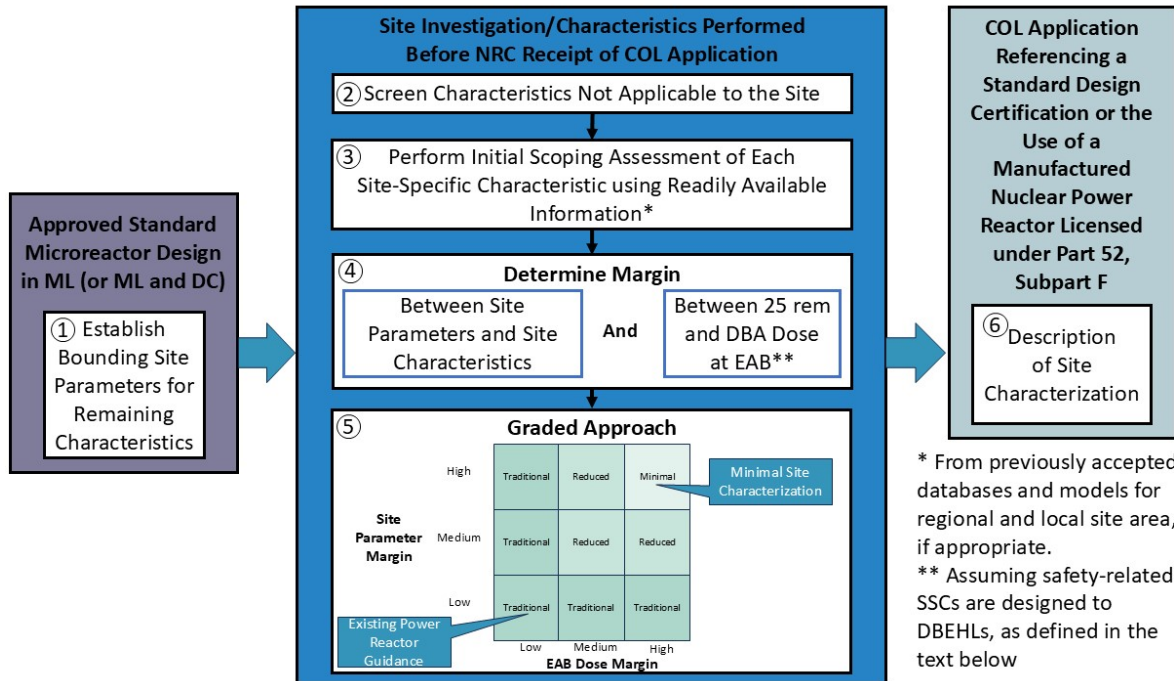 Approved Standard
Microreactor Design
in ML (or ML and DC)
① Establish
Bounding Site
Parameters for
Remaining
Characteristics
Site Investigation/Characteristics Performed
Before NRC Receipt of COL Application
② Screen Characteristics Not Applicable to the Site
③ Perform Initial Scoping Assessment of Each
Site-Specific Characteristic using Readily Available
Information*
④ Determine Margin
Between Site
Parameters and Site
Characteristics
And
Between 25 rem
and DBA Dose
at EAB**
⑤ Graded Approach
High
Traditional
Reduced
Minimal
Minimal Site
Characterization
Site
Parameter
Margin
Medium
Traditional
Reduced
Reduced
Low
Traditional
Traditional
Traditional
Existing Power
Reactor
Guidance
Low
Medium
High
EAB Dose Margin
COL Application
Referencing a
Standard Design
Certification or the
Use of a
Manufactured
Nuclear Power
Reactor Licensed
under Part 52,
Subpart F
⑥ Description
of Site
Characterization
* From previously accepted
databases and models for
regional and local site area,
if appropriate.
** Assuming safety-related
SSCs are designed to
DBEHLs, as defined in the
text below